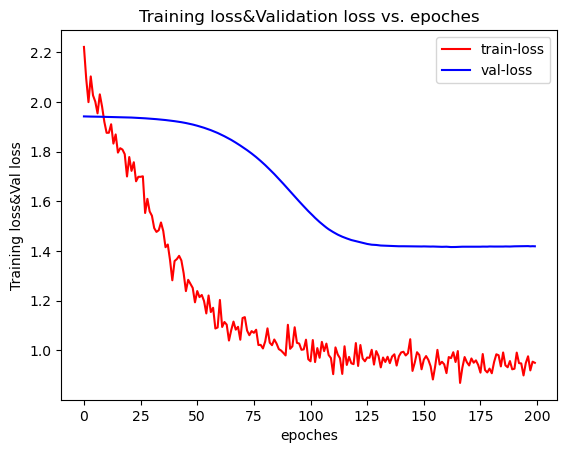 Training loss&Validation loss vs. epoches
train-loss
val-loss
Training loss&Val loss
2.2
2.0
1.8
1.6
1.4
1.2
1.0
0 25 50 75 100 125 150 175 200
epoches